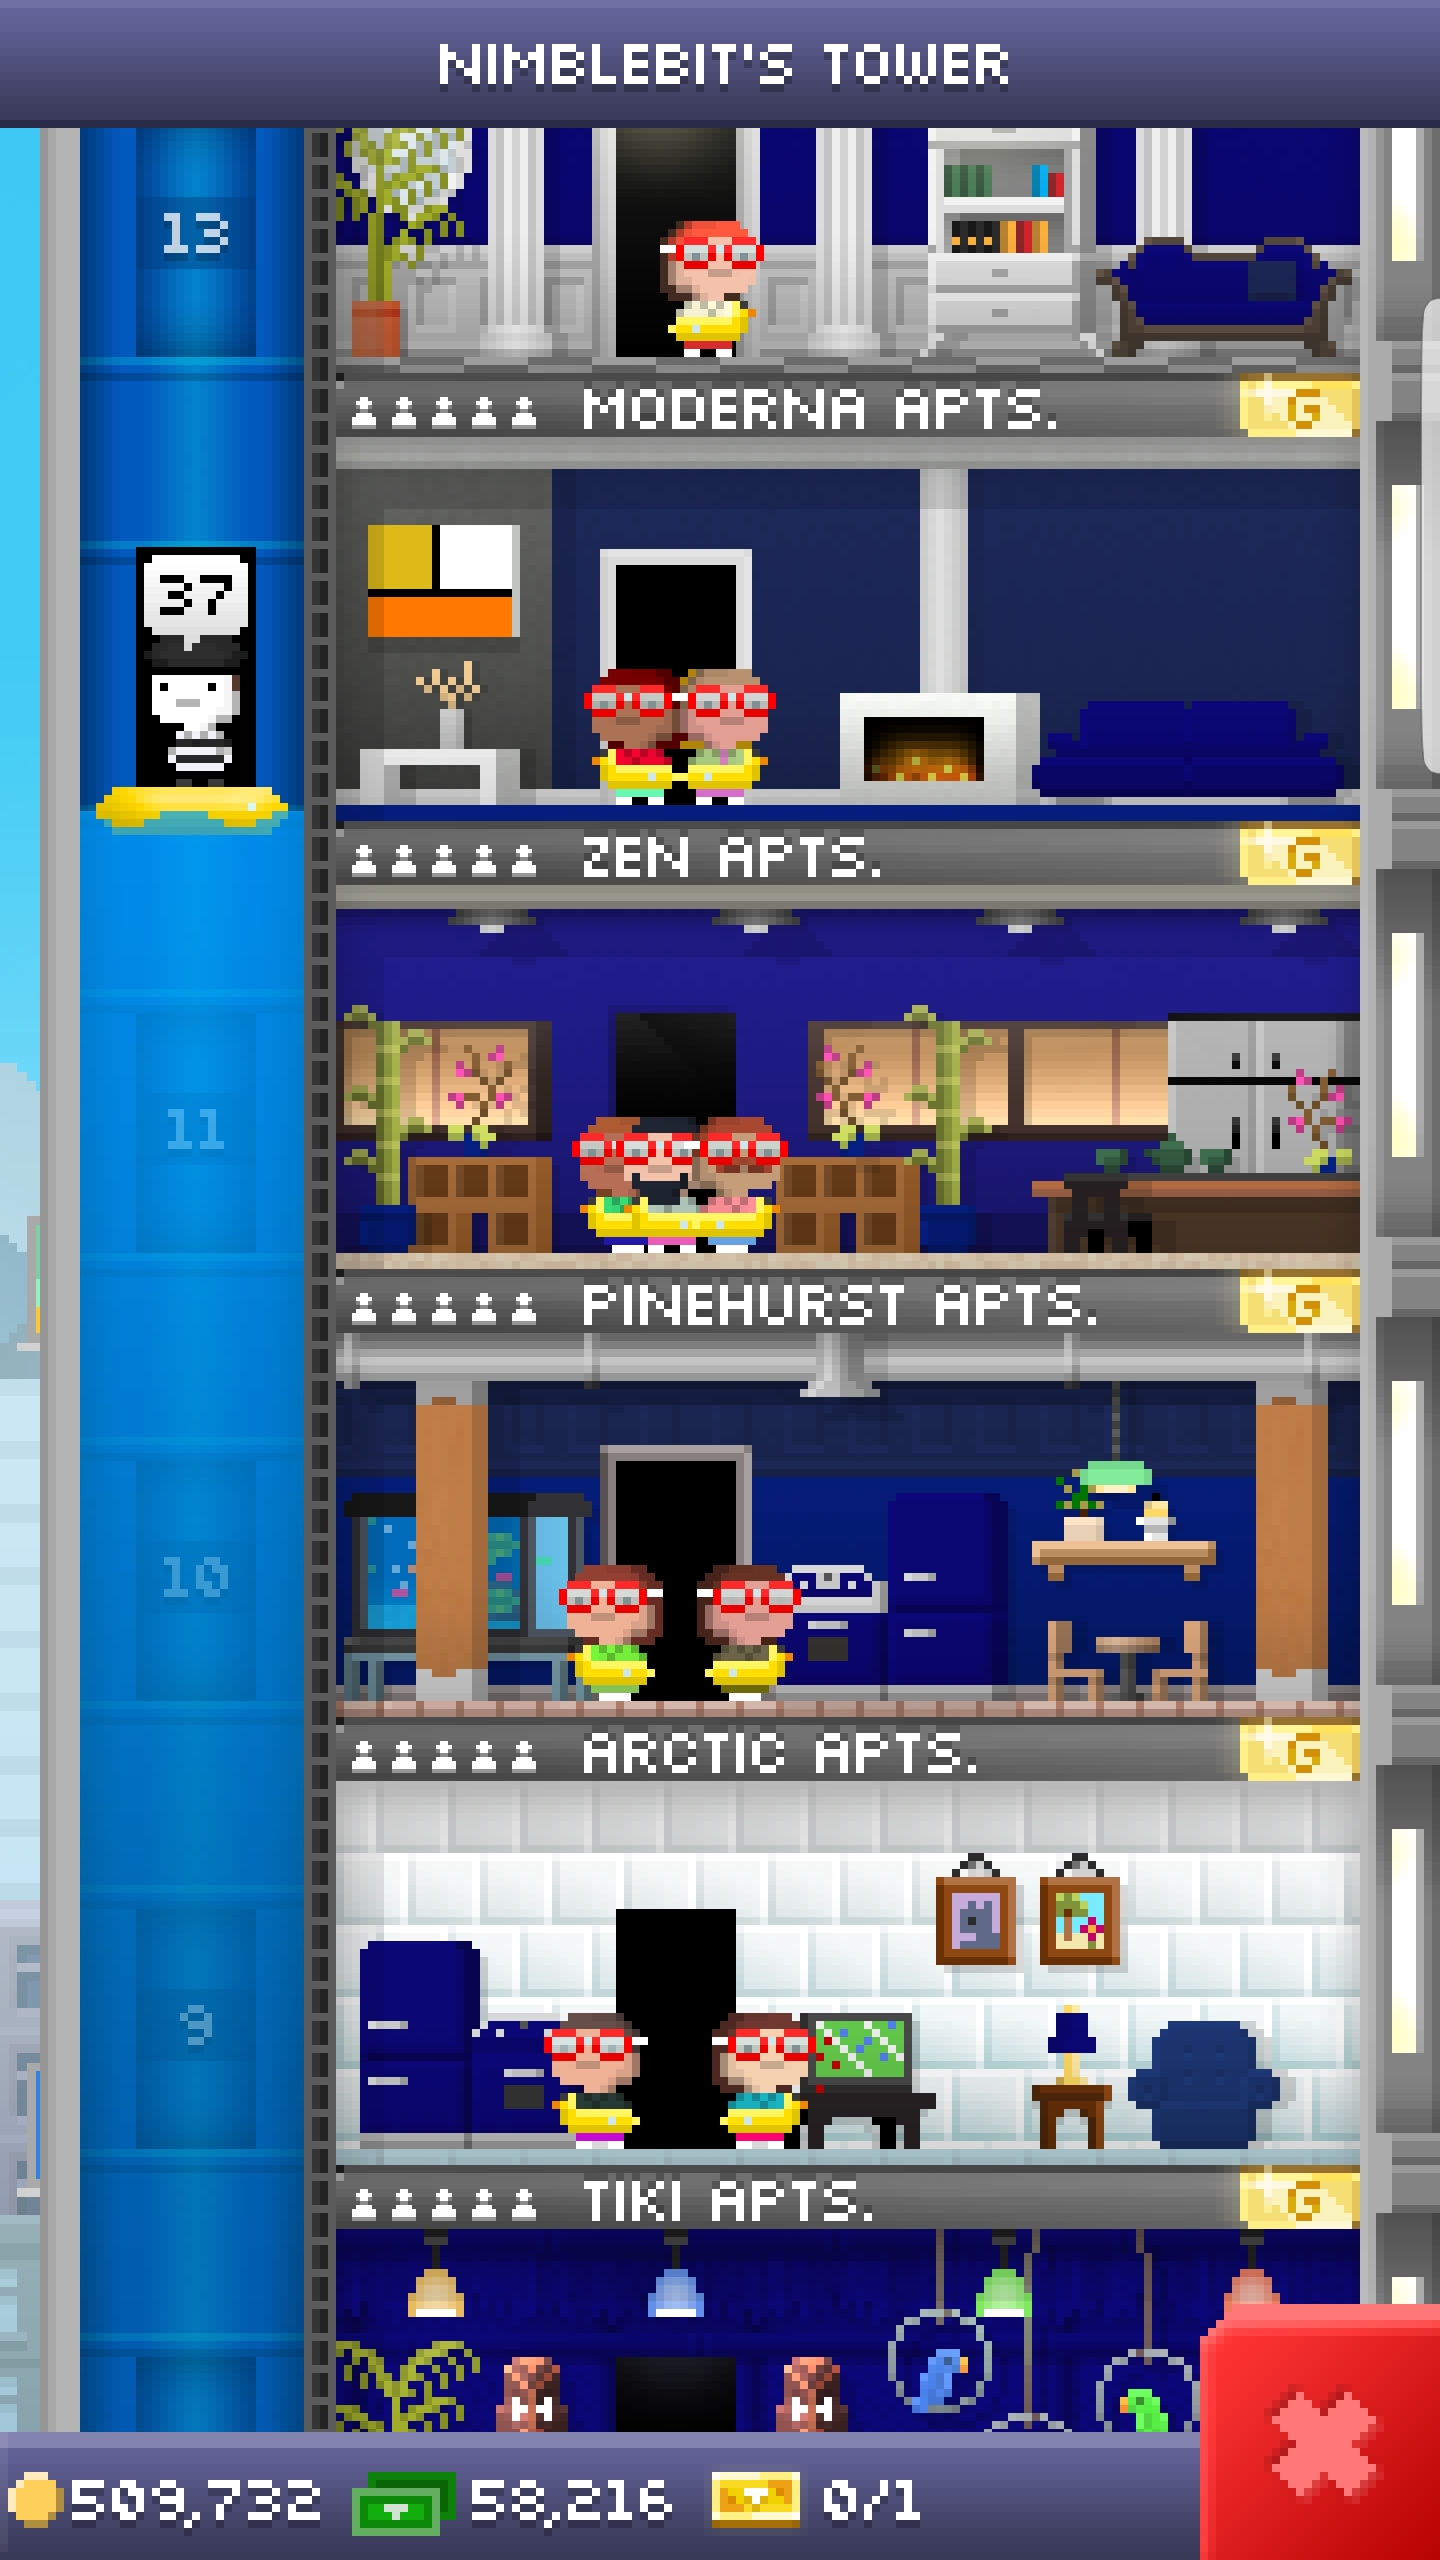 NIMBLEBIT'S TOWER
13
MODERNA APTS. G
37
ZEN APTS. G
11
PINEHURST APTS. G
10
ARCTIC APTS. G
9
TIKI APTS. G
509,732 58,216 0/1